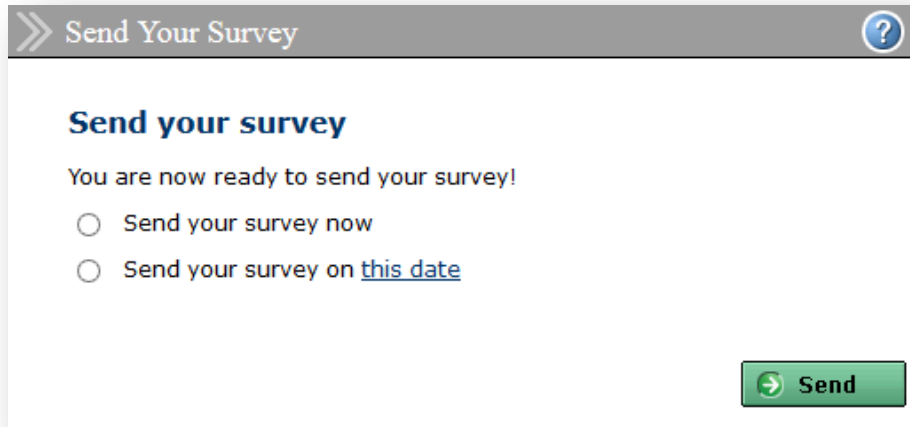 Send Your Survey
?
Send your survey
You are now ready to send your survey!
Send your survey now
Send your survey on this date
Send